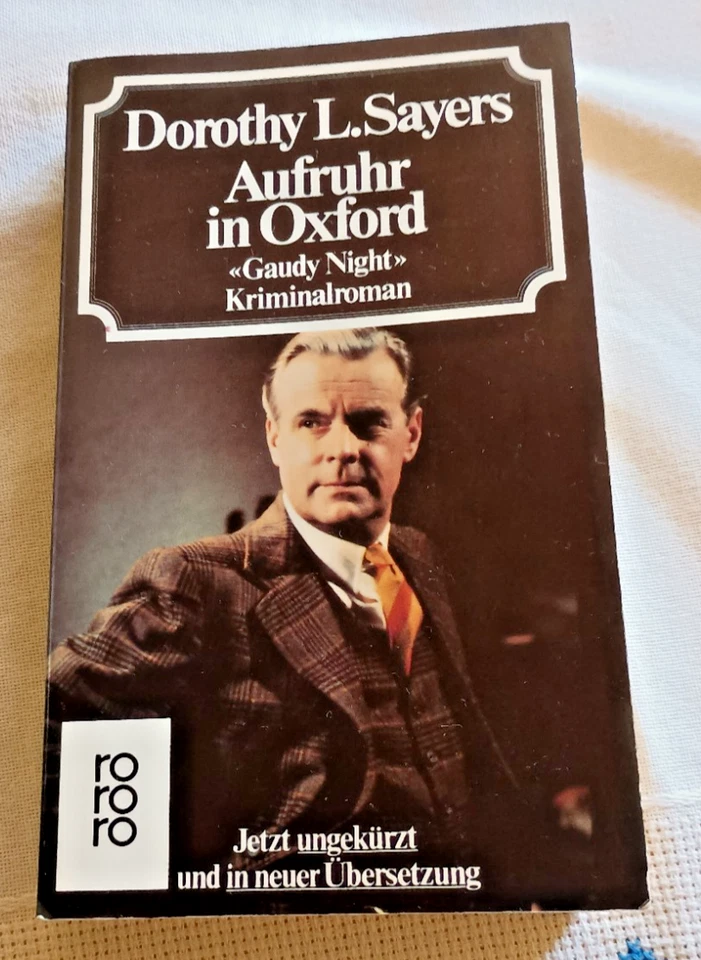 Dorothy L. Sayers
Aufruhr
in Oxford
«Gaudy Night»
Kriminalroman
ro
ro
ro
Jetzt ungekürzt
und in neuer Übersetzung